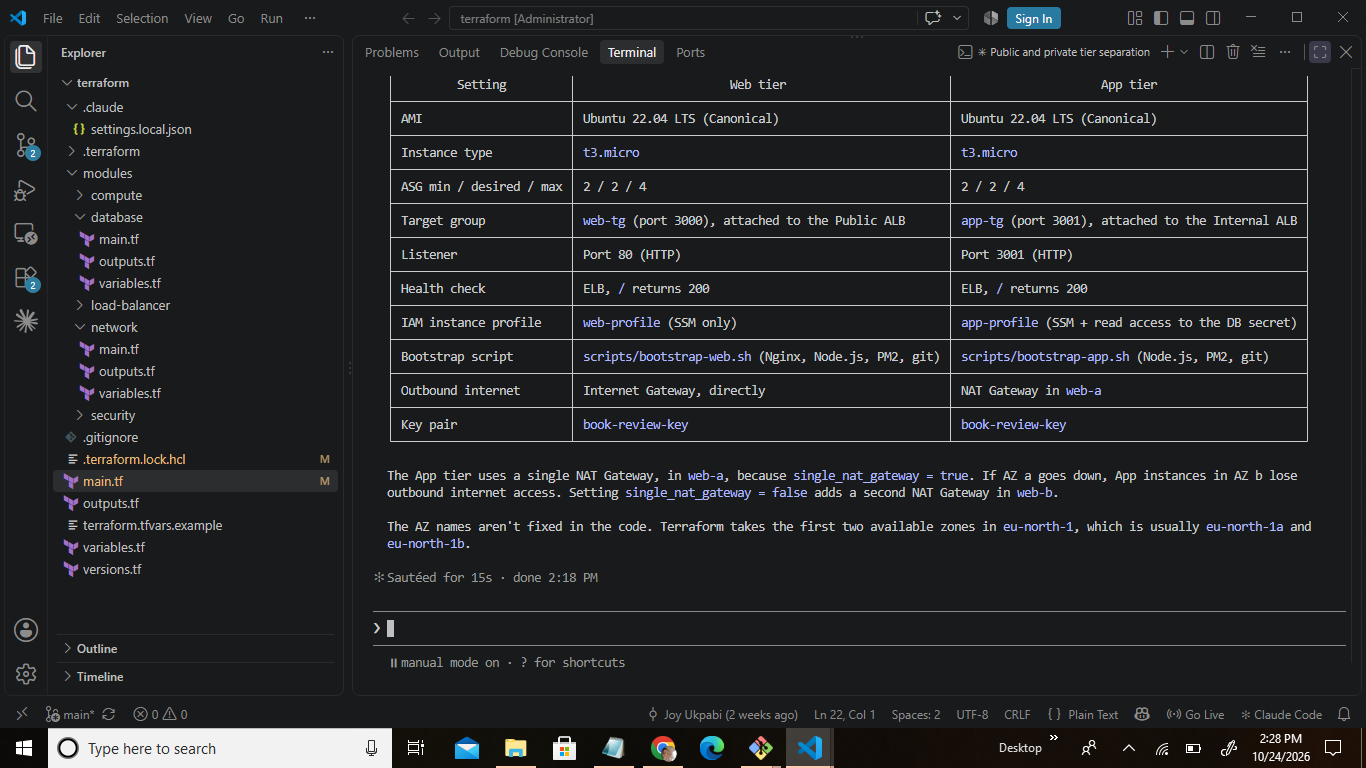 File Edit Selection View Go Run ··· terraform [Administrator] Sign In
Explorer ···
terraform
.claude
{} settings.local.json
.terraform
modules
compute
database
main.tf
outputs.tf
variables.tf
load-balancer
network
main.tf
outputs.tf
variables.tf
security
.gitignore
.terraform.lock.hcl M
main.tf M
outputs.tf
terraform.tfvars.example
variables.tf
versions.tf
Outline
Timeline
2
2
Problems Output Debug Console Terminal Ports ✳ Public and private tier separation
Setting Web tier App tier
AMI Ubuntu 22.04 LTS (Canonical) Ubuntu 22.04 LTS (Canonical)
Instance type t3.micro t3.micro
ASG min / desired / max 2 / 2 / 4 2 / 2 / 4
Target group web-tg (port 3000), attached to the Public ALB app-tg (port 3001), attached to the Internal ALB
Listener Port 80 (HTTP) Port 3001 (HTTP)
Health check ELB, / returns 200 ELB, / returns 200
IAM instance profile web-profile (SSM only) app-profile (SSM + read access to the DB secret)
Bootstrap script scripts/bootstrap-web.sh (Nginx, Node.js, PM2, git) scripts/bootstrap-app.sh (Node.js, PM2, git)
Outbound internet Internet Gateway, directly NAT Gateway in web-a
Key pair book-review-key book-review-key
The App tier uses a single NAT Gateway, in web-a, because single_nat_gateway = true. If AZ a goes down, App instances in AZ b lose
outbound internet access. Setting single_nat_gateway = false adds a second NAT Gateway in web-b.
The AZ names aren't fixed in the code. Terraform takes the first two available zones in eu-north-1, which is usually eu-north-1a and
eu-north-1b.
✻ Sautéed for 15s · done 2:18 PM
❯
⏸ manual mode on · ? for shortcuts
main* 0 0 Joy Ukpabi (2 weeks ago) Ln 22, Col 1 Spaces: 2 UTF-8 CRLF {} Plain Text Go Live Claude Code
Type here to search Desktop 2:28 PM
10/24/2026